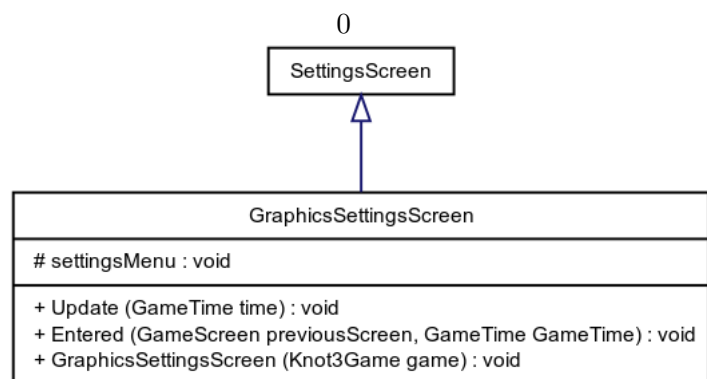 0
SettingsScreen
GraphicsSettingsScreen
# settingsMenu : void
+ Update (GameTime time) : void
+ Entered (GameScreen previousScreen, GameTime GameTime) : void
+ GraphicsSettingsScreen (Knot3Game game) : void